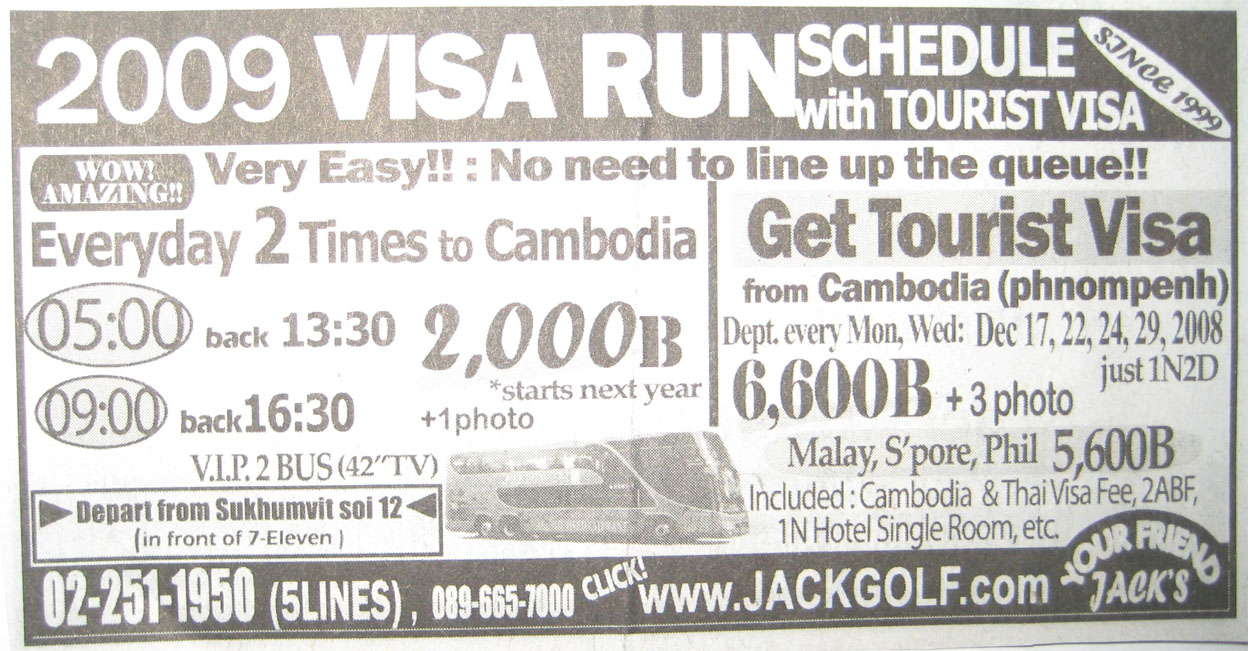 2009 VISA RUN SCHEDULE
with TOURIST VISA
SINCE 1999
WOW!
AMAZING!!
Very Easy!! : No need to line up the queue!!
Everyday 2 Times to Cambodia
05:00 back 13:30
2,000B
*starts next year
+1photo
09:00 back 16:30
V.I.P. 2 BUS (42"TV)
Depart from Sukhumvit soi 12
(in front of 7-Eleven )
Get Tourist Visa
from Cambodia (phnompenh)
Dept. every Mon, Wed: Dec 17, 22, 24, 29, 2008
just 1N2D
6,600B + 3 photo
Malay, S'pore, Phil 5,600B
Included : Cambodia & Thai Visa Fee, 2ABF,
1N Hotel Single Room, etc.
02-251-1950 (5LINES) , 089-665-7000 CLICK! www.JACKGOLF.com
YOUR FRIEND
JACK'S